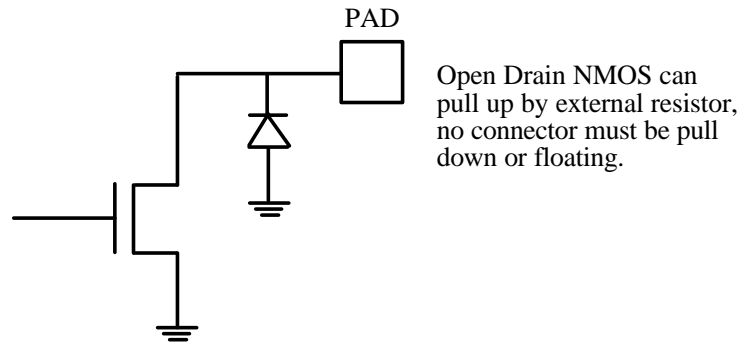 PAD
Open Drain NMOS can
pull up by external resistor,
no connector must be pull
down or floating.